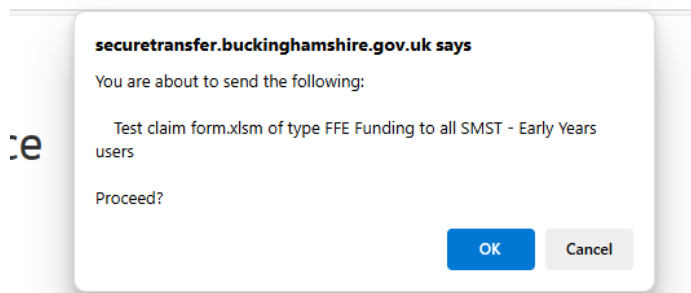 securetransfer.buckinghamshire.gov.uk says
You are about to send the following:
Test claim form.xlsm of type FFE Funding to all SMST - Early Years
users
ce
Proceed?
OK Cancel